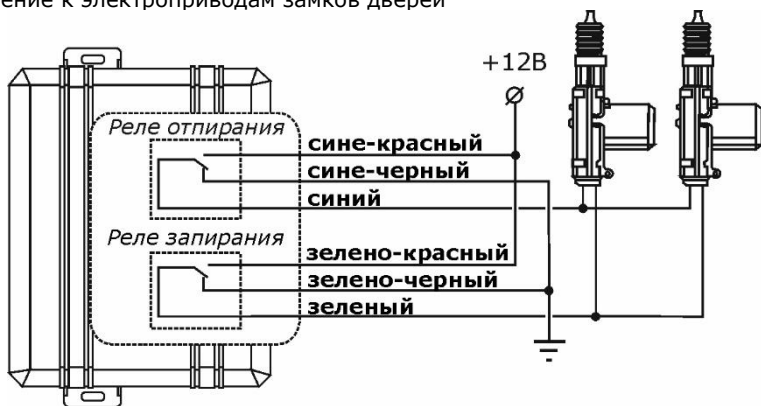 ение к электроприводам замков дверей
+12В
Реле отпирания
сине-красный
сине-черный
синий
Реле запирания
зелено-красный
зелено-черный
зеленый